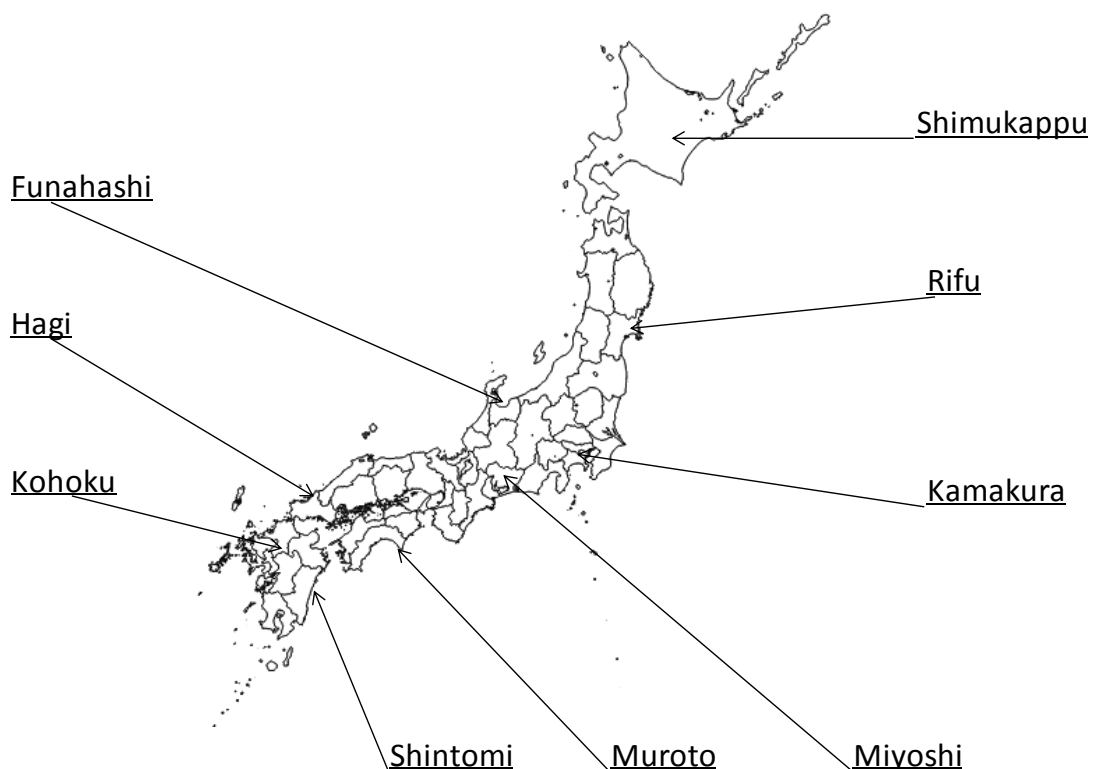 Shimukappu
Funahashi
Rifu
Hagi
Kohoku
Kamakura
Shintomi
Muroto
Miyoshi